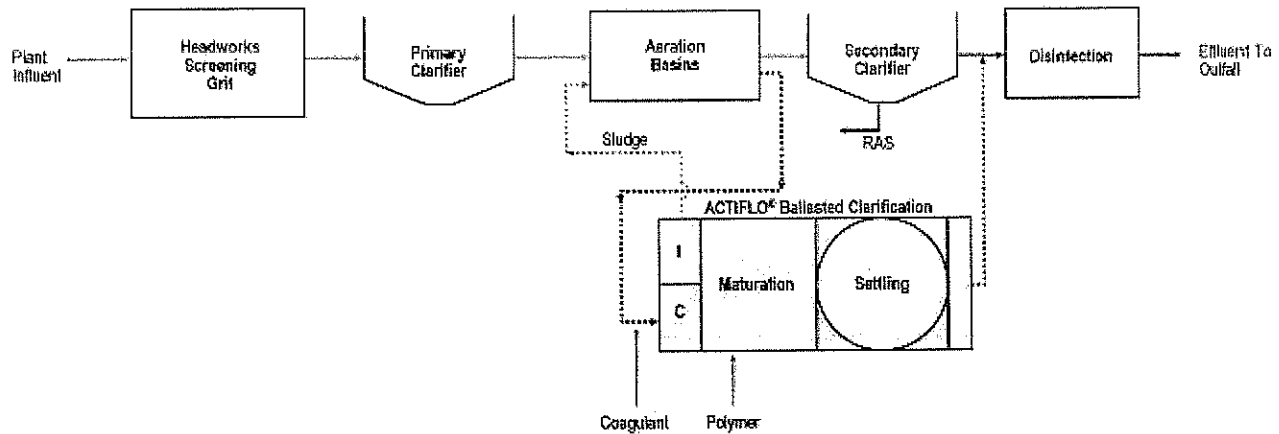 Plant
Influent
Headworks
Screening
Grit
Primary
Clarifier
Aeration
Basins
Secondary
Clarifier
Disinfection
Effluent To
Outfall
Sludge
RAS
ACTIFLO® Ballasted Clarification
I
C
Maturation
Settling
Coagulant
Polymer